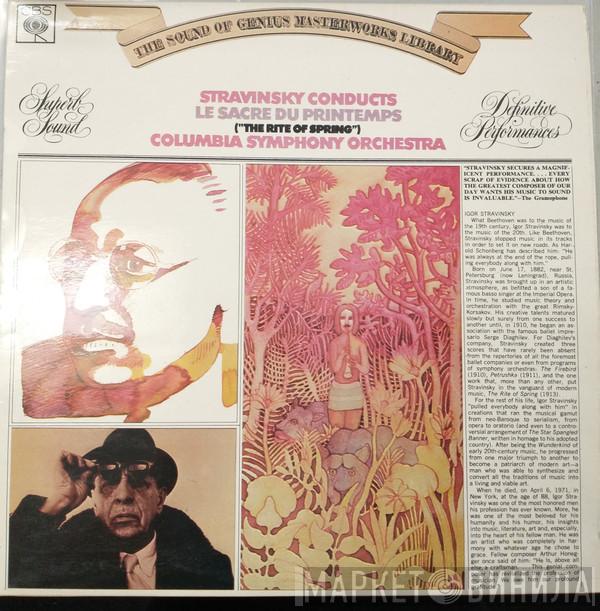 CBS
THE SOUND OF GENIUS MASTERWORKS LIBRARY
Superb
Sound
STRAVINSKY CONDUCTS
LE SACRE DU PRINTEMPS
("THE RITE OF SPRING")
COLUMBIA SYMPHONY ORCHESTRA
Definitive
Performances
"STRAVINSKY SECURES A MAGNIF-
ICENT PERFORMANCE. . . . EVERY
SCRAP OF EVIDENCE ABOUT HOW
THE GREATEST COMPOSER OF OUR
DAY WANTS HIS MUSIC TO SOUND
IS INVALUABLE."—The Gramophone
IGOR STRAVINSKY
What Beethoven was to the music of
the 19th century, Igor Stravinsky was to
the music of the 20th. Like Beethoven,
Stravinsky stopped music in its tracks
in order to set it on new roads. As Har-
old Schonberg has described him: "He
was always at the end of the rope, pull-
ing everybody along with him."
Born on June 17, 1882, near St.
Petersburg (now Leningrad), Russia,
Stravinsky was brought up in an artistic
atmosphere, as befitted a son of a fa-
mous basso singer at the Imperial Opera.
In time, he studied music theory and
orchestration with the great Rimsky-
Korsakov. His creative talents matured
slowly but surely from one success to
another until, in 1910, he began an as-
sociation with the famous ballet impre-
sario Serge Diaghilev. For Diaghilev's
company, Stravinsky created three
scores that have rarely been absent
from the repertories of all the foremost
ballet companies or even from programs
of symphony orchestras: The Firebird
(1910), Petrushka (1911), and the one
work that, more than any other, put
Stravinsky in the vanguard of modern
music, The Rite of Spring (1913).
For the rest of his life, Igor Stravinsky
"pulled everybody along with him" in
creations that ran the musical gamut
from neo-Baroque to serialism, from
opera to oratorio (and even to a contro-
versial arrangement of The Star Spangled
Banner, written in homage to his adopted
country). After being the Wunderkind of
early 20th-century music, he progressed
from one major triumph to another to
become a patriarch of modern art—a
man who was able to synthesize and
convert all the traditions of music into
a living and viable art.
When he died, on April 6, 1971, in
New York, at the age of 88, Igor Stra-
vinsky was one of the most honored men
his profession has ever known. More, he
was one of the most beloved for his
humanity and his humor, his insights
into music, literature, art and, especially,
into the heart of his fellow man. He was
an artist who was completely in har-
mony with whatever age he chose to
grace. Fellow composer Arthur Honeg-
ger once said of him: "He is, above all
else, a craftsman.
our profound
gratitude.
МАРКЕТ ВИНИЛА